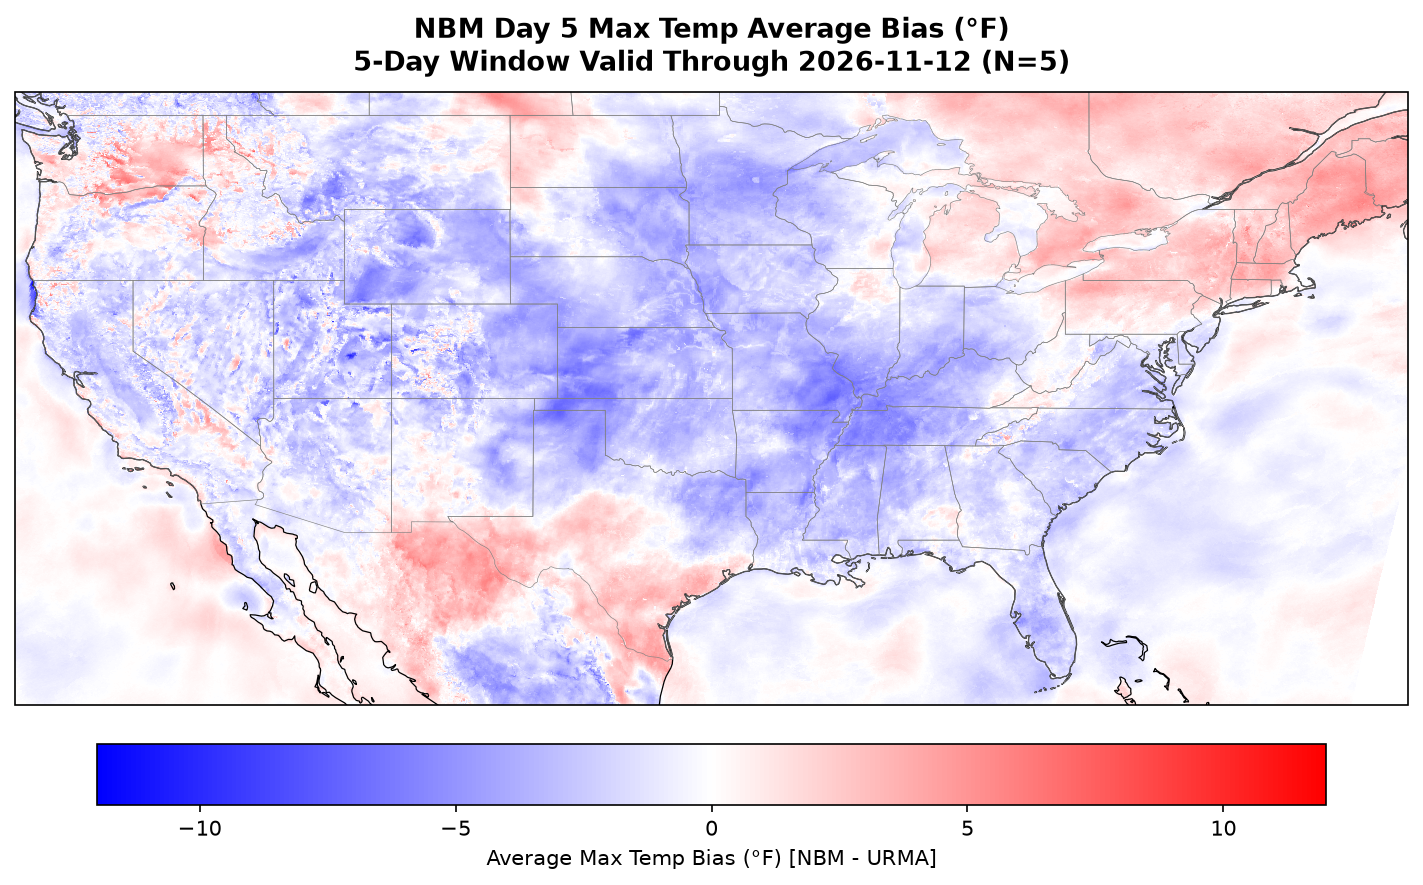 NBM Day 5 Max Temp Average Bias (°F)
5-Day Window Valid Through 2026-11-12 (N=5)
−10 −5 0 5 10
Average Max Temp Bias (°F) [NBM - URMA]